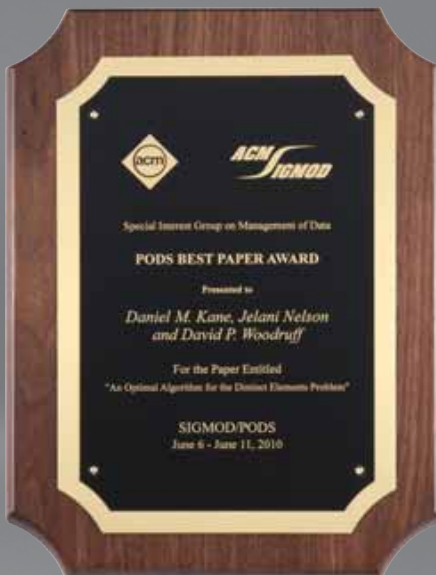 acm
ACM SIGMOD
Special Interest Group on Management of Data
PODS BEST PAPER AWARD
Presented to
Daniel M. Kane, Jelani Nelson
and David P. Woodruff
For the Paper Entitled
"An Optimal Algorithm for the Distinct Elements Problem"
SIGMOD/PODS
June 6 - June 11, 2010